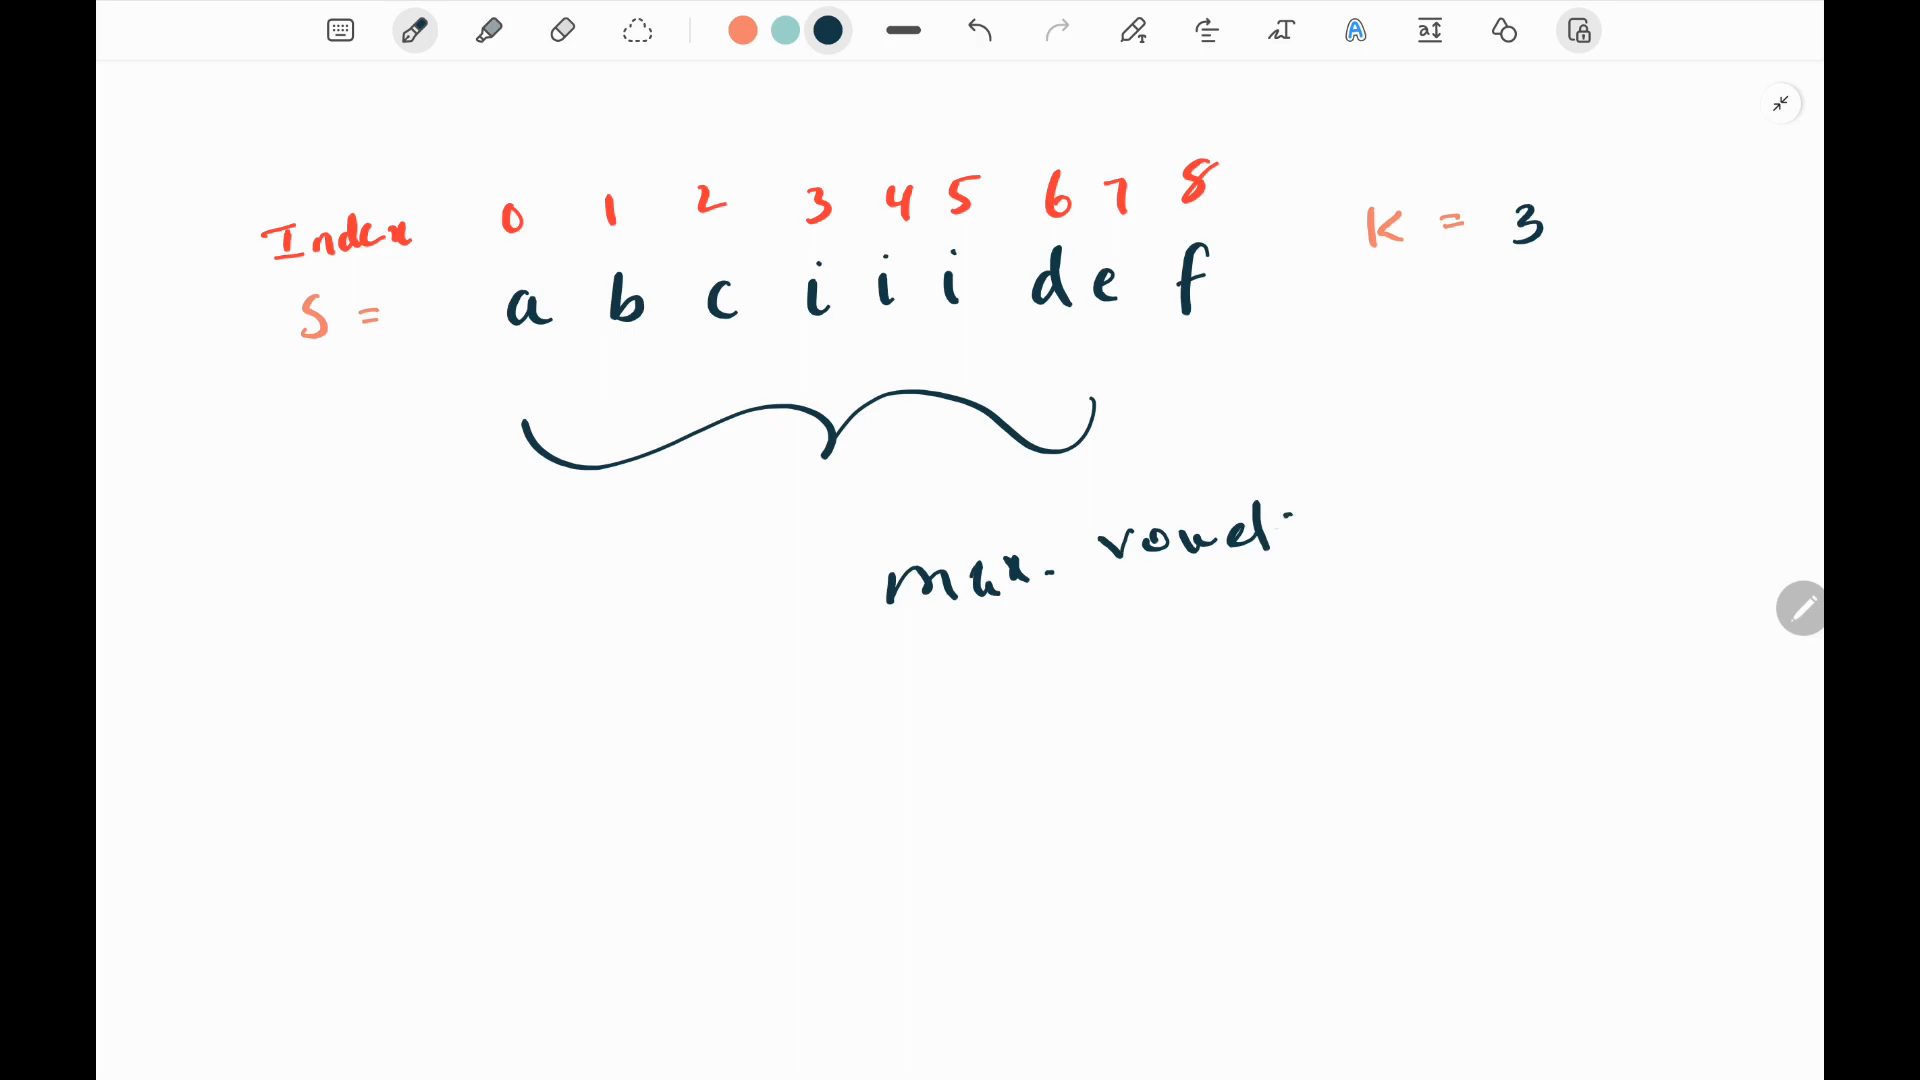 Index 0 1 2 3 4 5 6 7 8
S = a b c i i i d e f
K = 3
max. vowel.